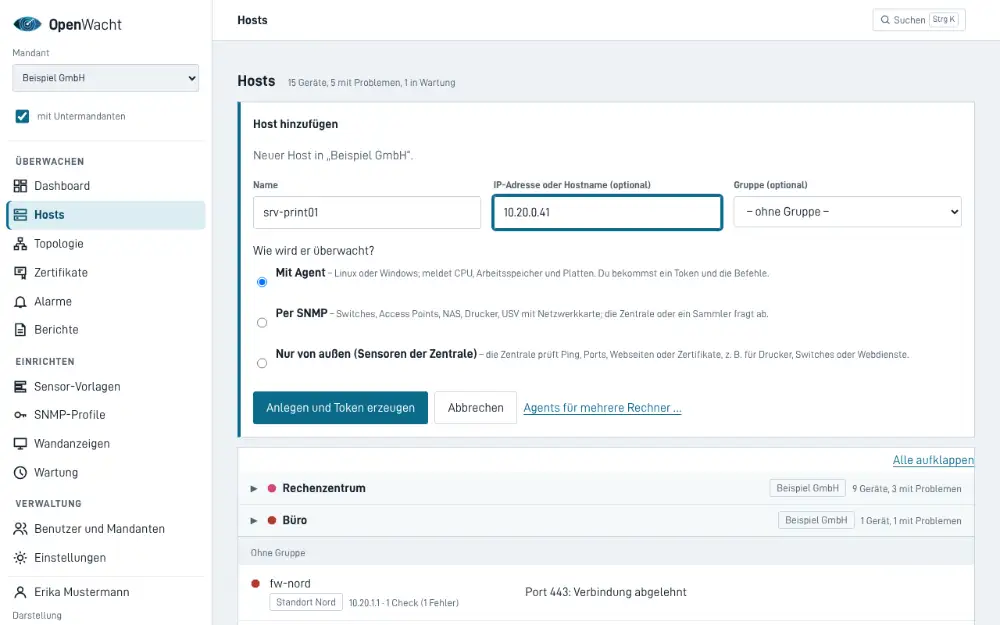 OpenWacht
Mandant
Beispiel GmbH
mit Untermandanten
ÜBERWACHEN
Dashboard
Hosts
Topologie
Zertifikate
Alarme
Berichte
EINRICHTEN
Sensor-Vorlagen
SNMP-Profile
Wandanzeigen
Wartung
VERWALTUNG
Benutzer und Mandanten
Einstellungen
Erika Mustermann
Darstellung
Hosts
Suchen Strg K
Hosts 15 Geräte, 5 mit Problemen, 1 in Wartung
Host hinzufügen
Neuer Host in „Beispiel GmbH“.
Name
srv-print01
IP-Adresse oder Hostname (optional)
10.20.0.41
Gruppe (optional)
– ohne Gruppe –
Wie wird er überwacht?
Mit Agent – Linux oder Windows; meldet CPU, Arbeitsspeicher und Platten. Du bekommst ein Token und die Befehle.
Per SNMP – Switches, Access Points, NAS, Drucker, USV mit Netzwerkkarte; die Zentrale oder ein Sammler fragt ab.
Nur von außen (Sensoren der Zentrale) – die Zentrale prüft Ping, Ports, Webseiten oder Zertifikate, z. B. für Drucker, Switches oder Webdienste.
Anlegen und Token erzeugen Abbrechen Agents für mehrere Rechner ...
Alle aufklappen
Rechenzentrum Beispiel GmbH 9 Geräte, 3 mit Problemen
Büro Beispiel GmbH 1 Gerät, 1 mit Problemen
Ohne Gruppe
fw-nord
Standort Nord 10.20.1.1 · 1 Check (1 Fehler)
Port 443: Verbindung abgelehnt